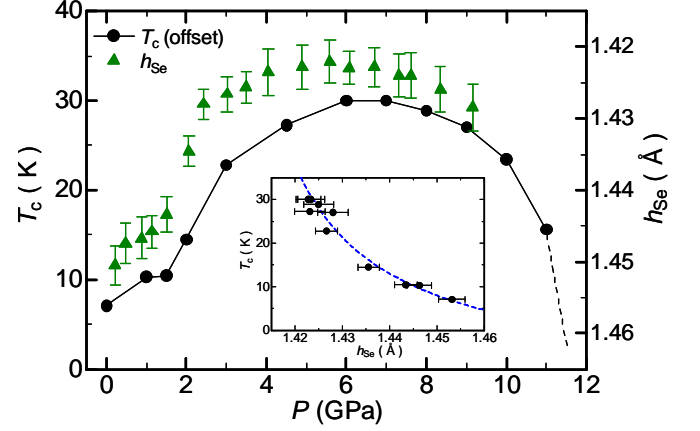 40
30
20
10
0
T_c ( K )
T_c (offset)
h_Se
1.42
1.43
1.44
1.45
1.46
h_Se ( Å )
30
20
10
0
T_c ( K )
1.42 1.43 1.44 1.45 1.46
h_Se ( Å )
0 2 4 6 8 10 12
P (GPa)